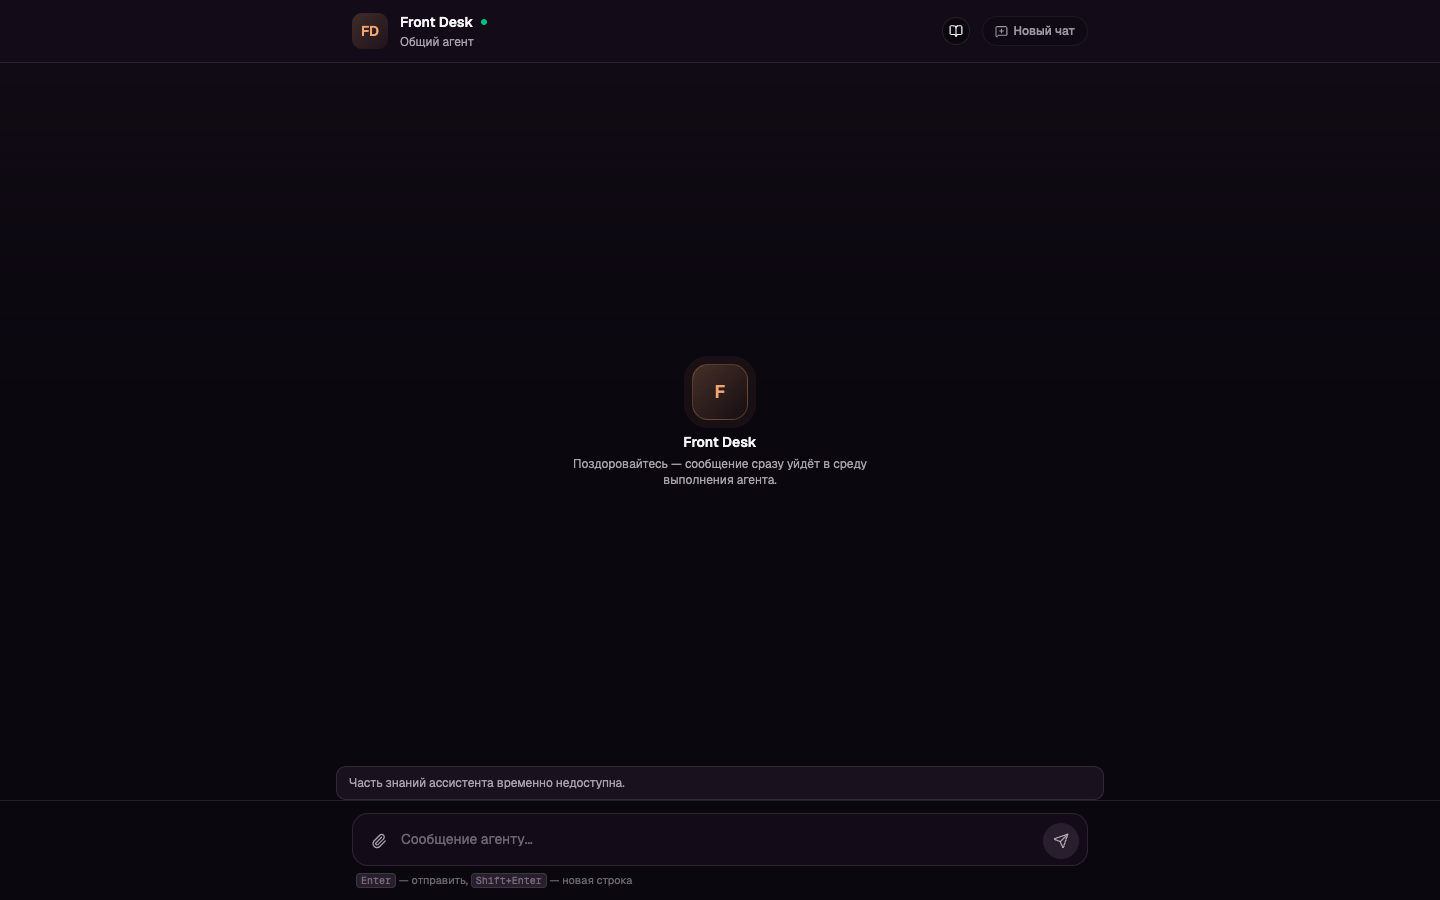 FD
Front Desk
Общий агент
Новый чат
F
Front Desk
Поздоровайтесь — сообщение сразу уйдёт в среду
выполнения агента.
Часть знаний ассистента временно недоступна.
Сообщение агенту…
Enter — отправить, Shift+Enter — новая строка